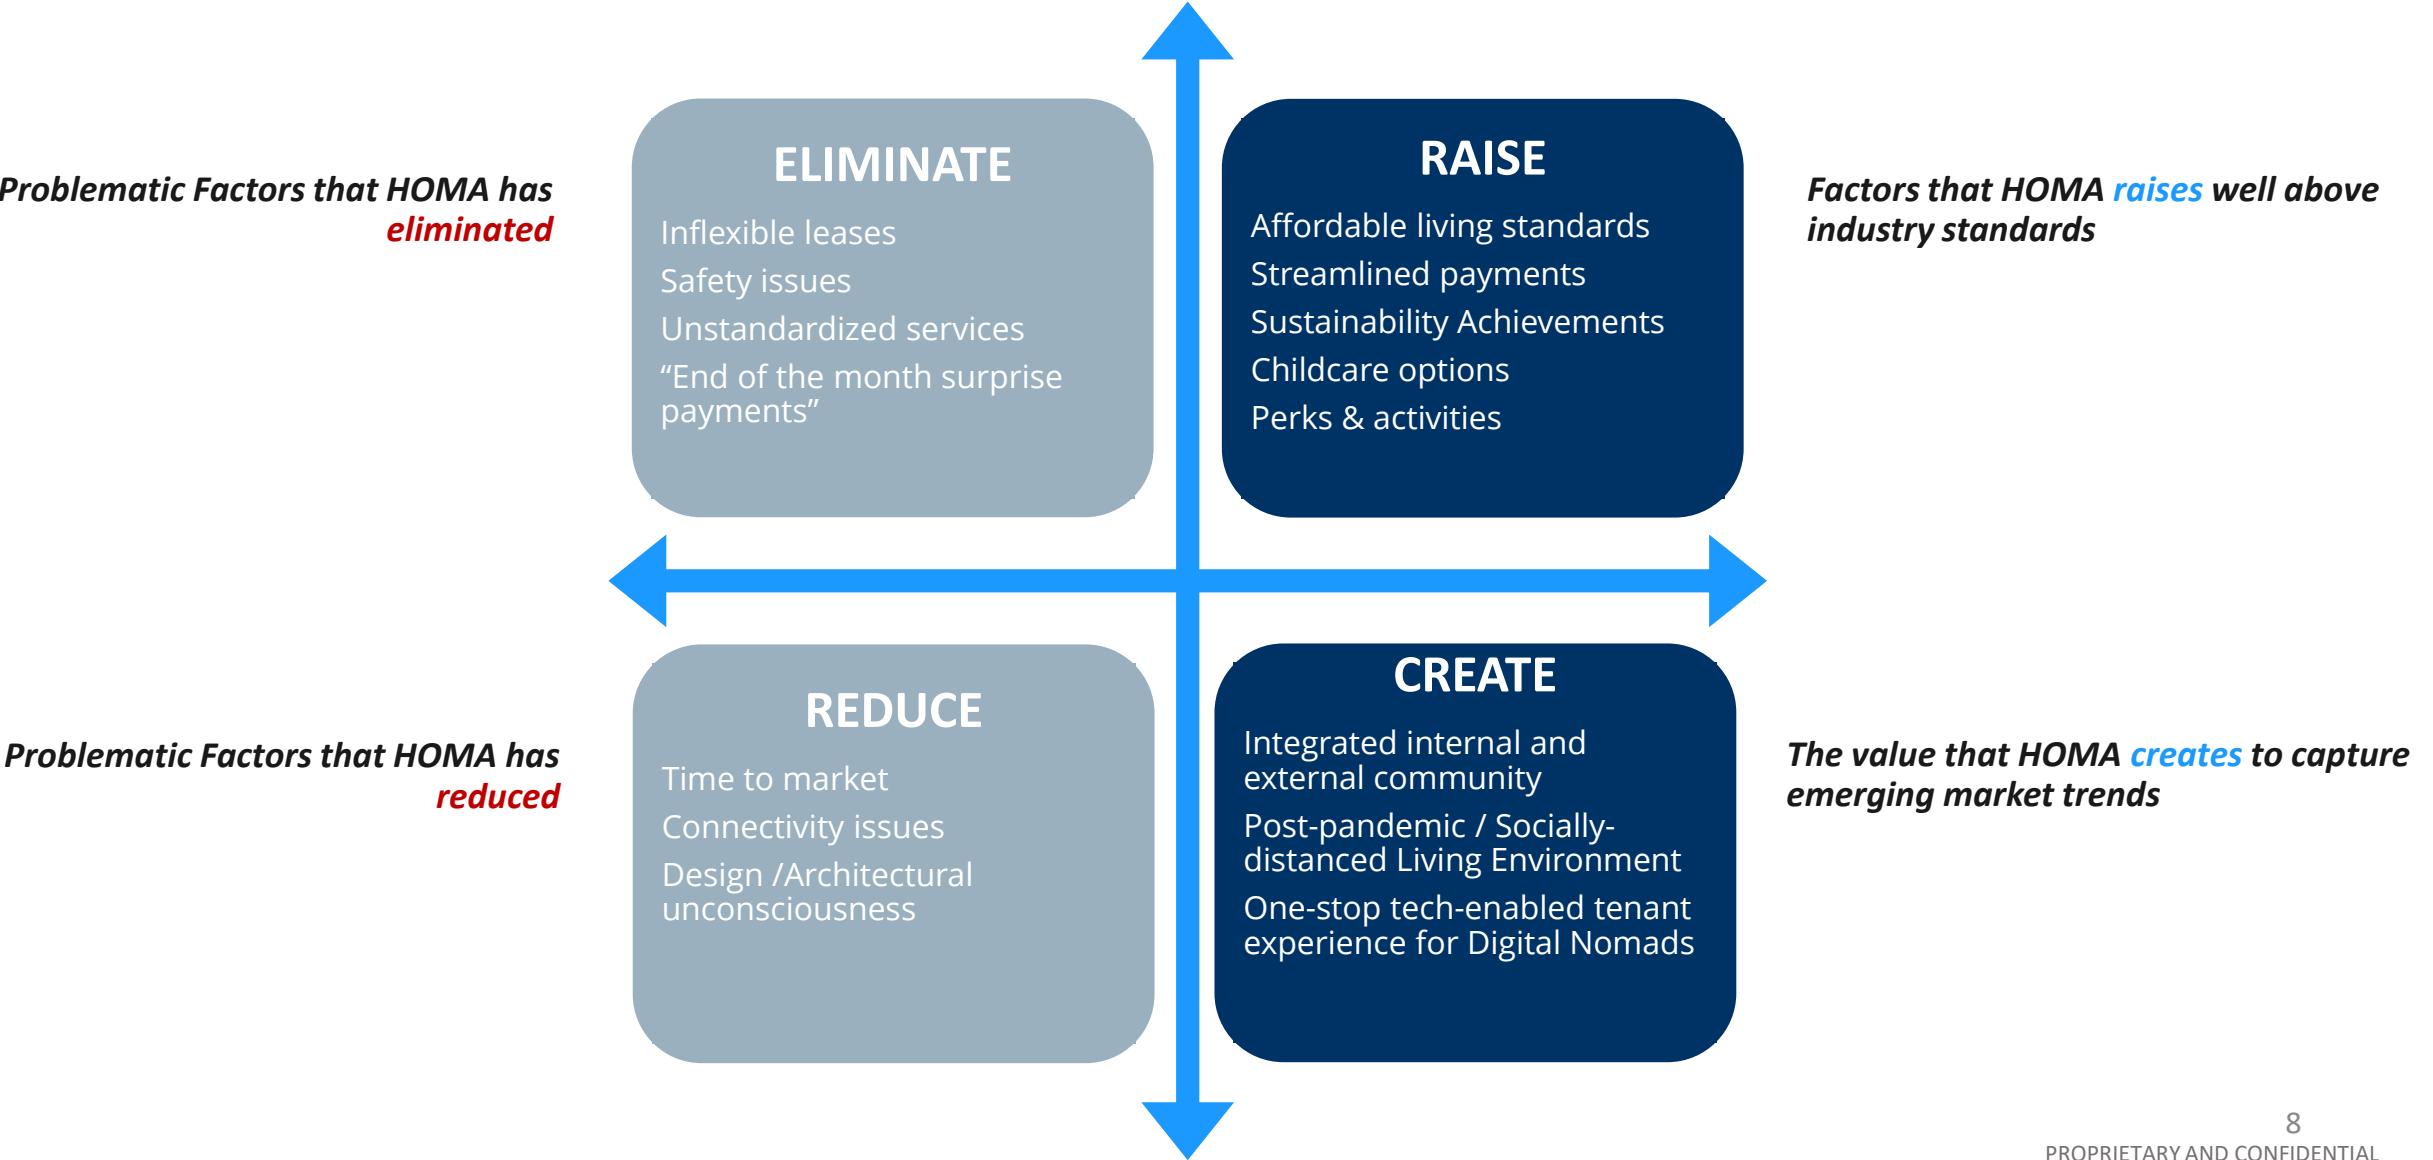 Problematic Factors that HOMA has
eliminated
ELIMINATE
Inflexible leases
Safety issues
Unstandardized services
“End of the month surprise
payments”
RAISE
Affordable living standards
Streamlined payments
Sustainability Achievements
Childcare options
Perks & activities
Factors that HOMA raises well above
industry standards
Problematic Factors that HOMA has
reduced
REDUCE
Time to market
Connectivity issues
Design /Architectural
unconsciousness
CREATE
Integrated internal and
external community
Post-pandemic / Socially-
distanced Living Environment
One-stop tech-enabled tenant
experience for Digital Nomads
The value that HOMA creates to capture
emerging market trends
8
PROPRIETARY AND CONFIDENTIAL